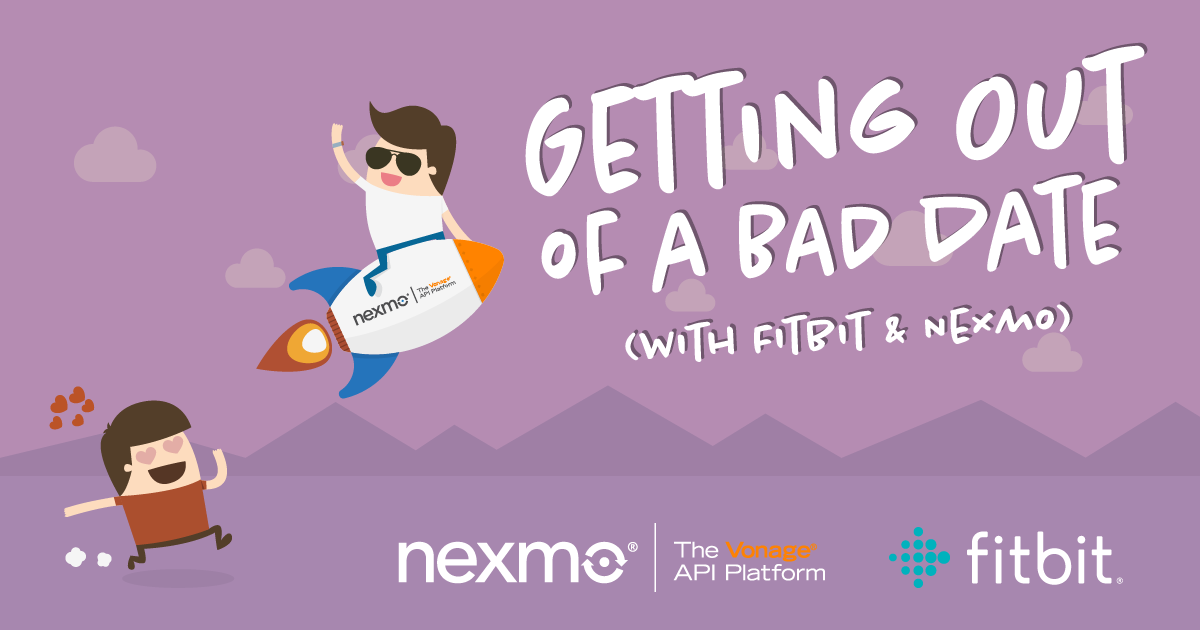 GETTING OUT
OF A BAD DATE
(WITH FITBIT & NEXMO)
nexmo® | The Vonage®
API Platform
nexmo® | The Vonage®
API Platform
fitbit®